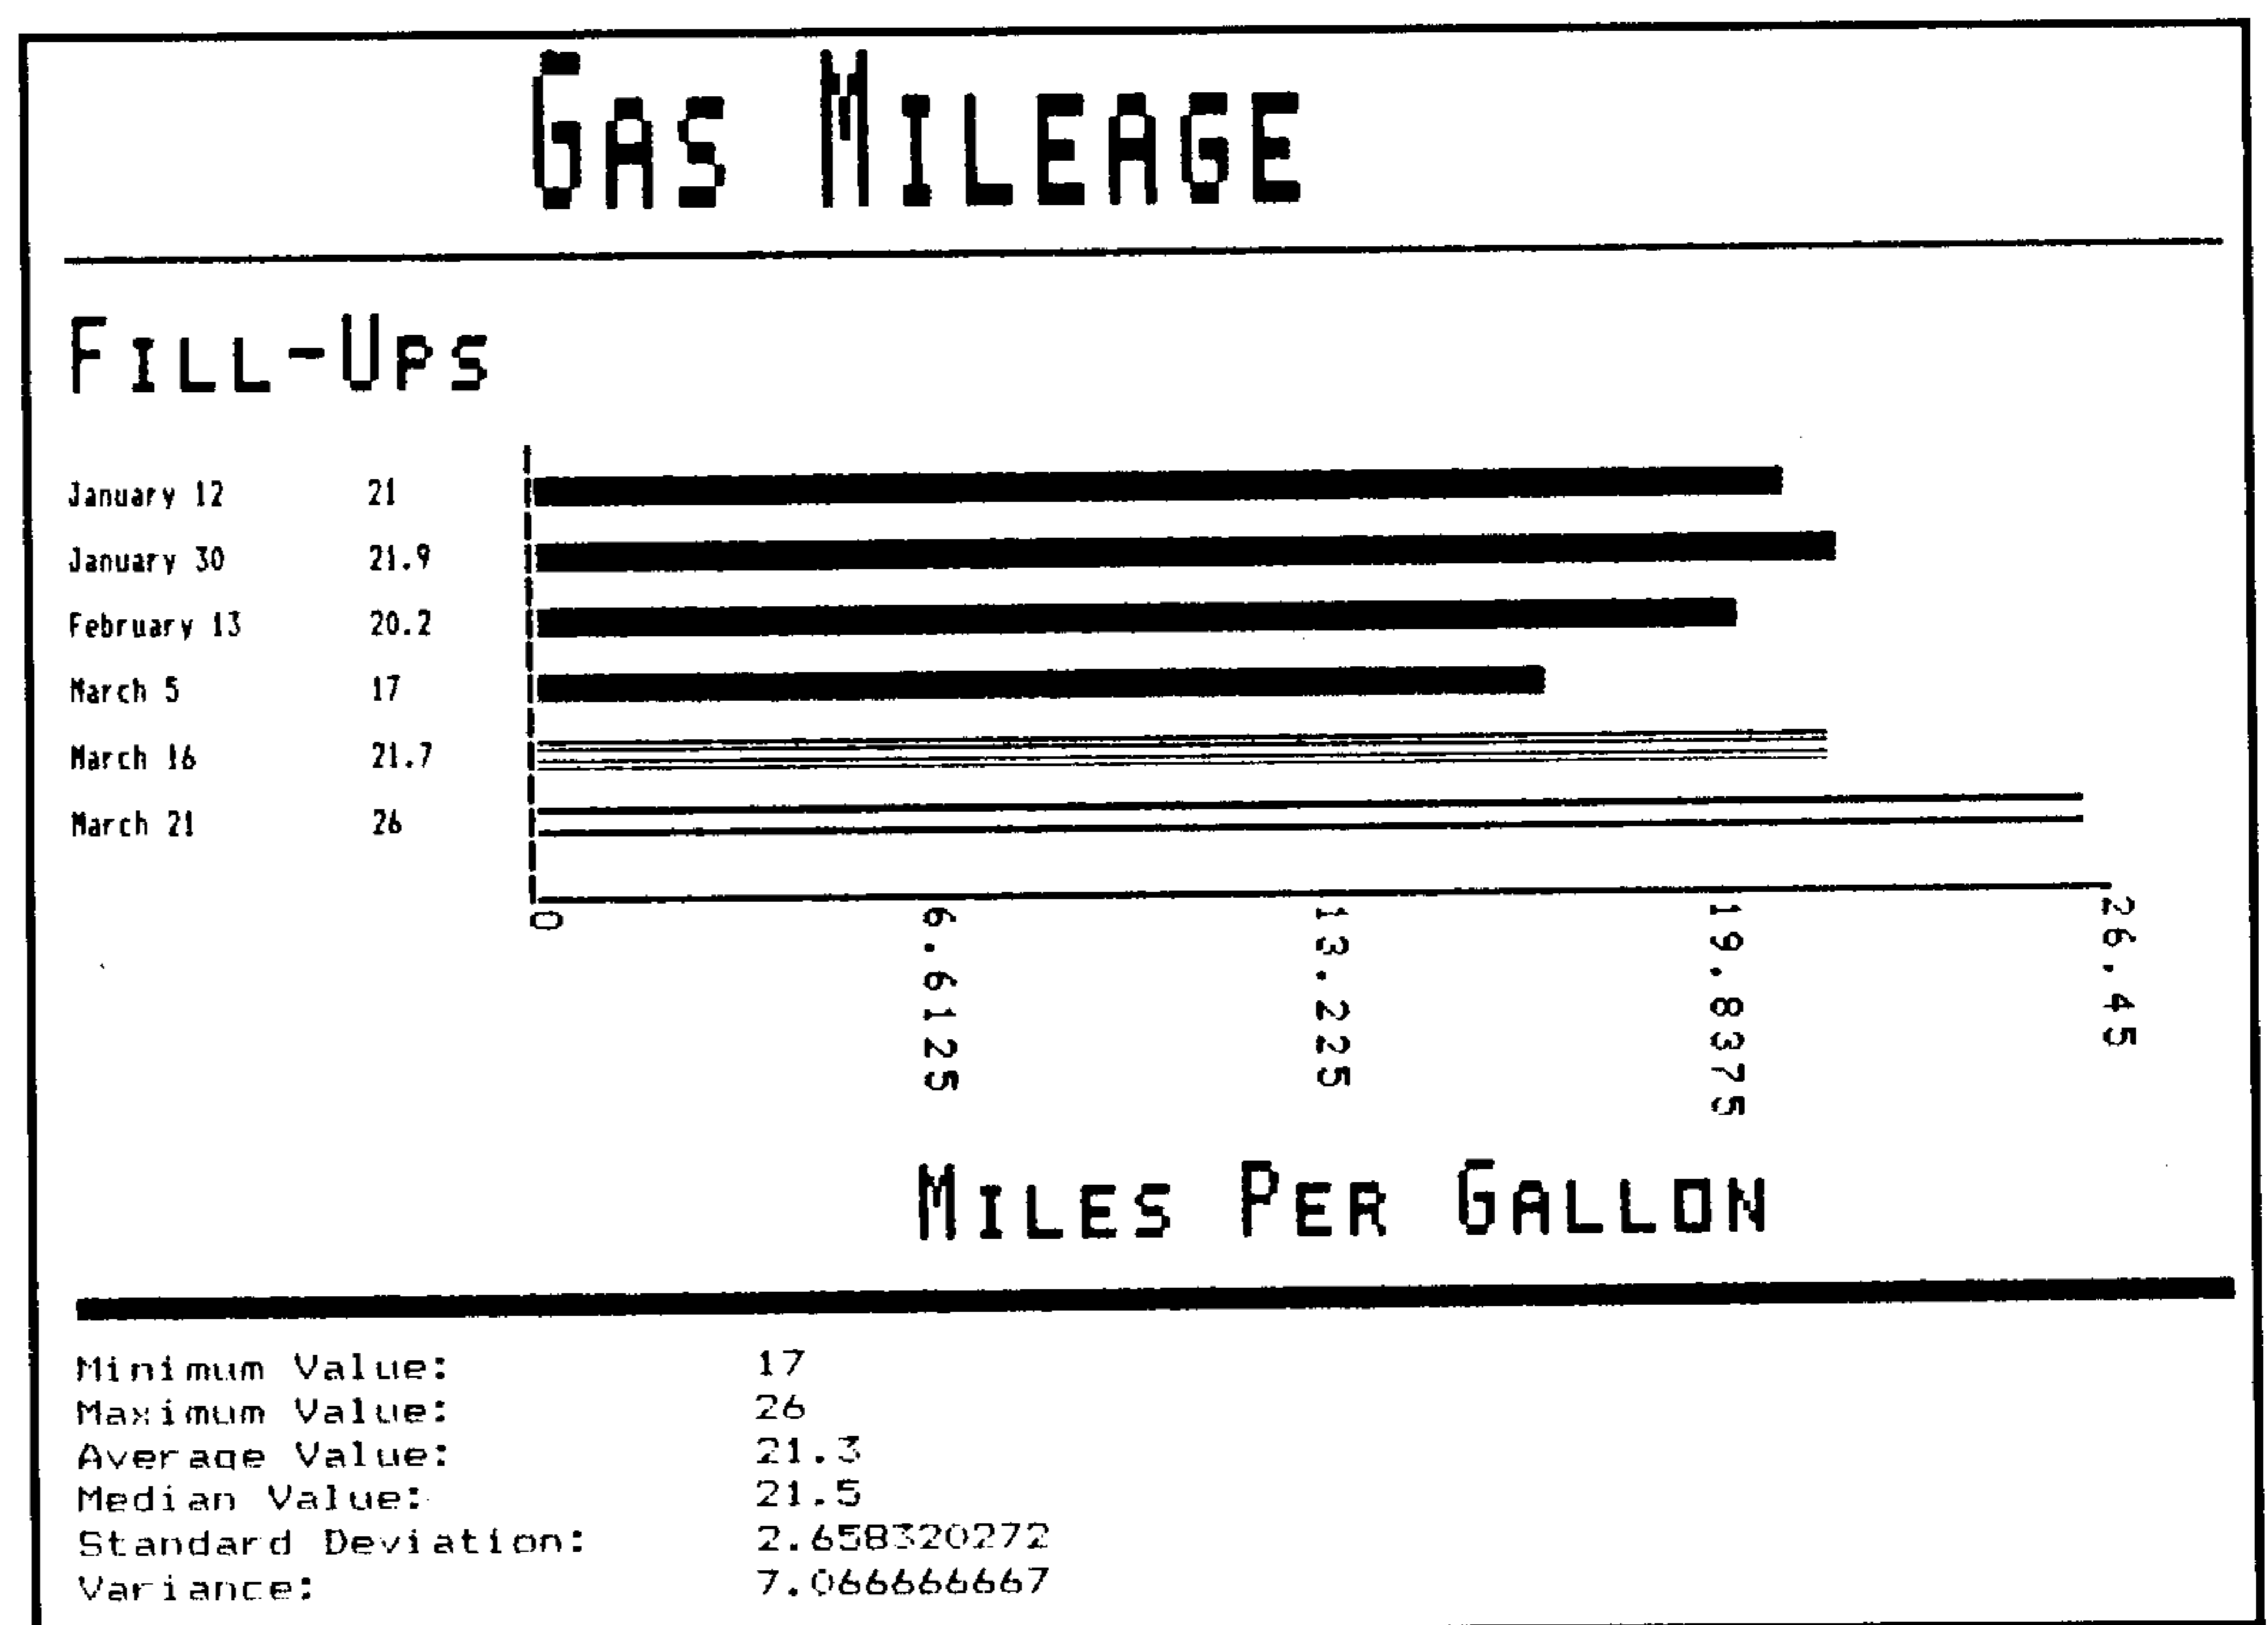 GAS MILEAGE
FILL-UPS
January 12 21
January 30 21.9
February 13 20.2
March 5 17
March 16 21.7
March 21 26
0 6.6125 13.225 19.8375 26.45
MILES PER GALLON
Minimum Value: 17
Maximum Value: 26
Average Value: 21.3
Median Value: 21.5
Standard Deviation: 2.658320272
Variance: 7.066666667